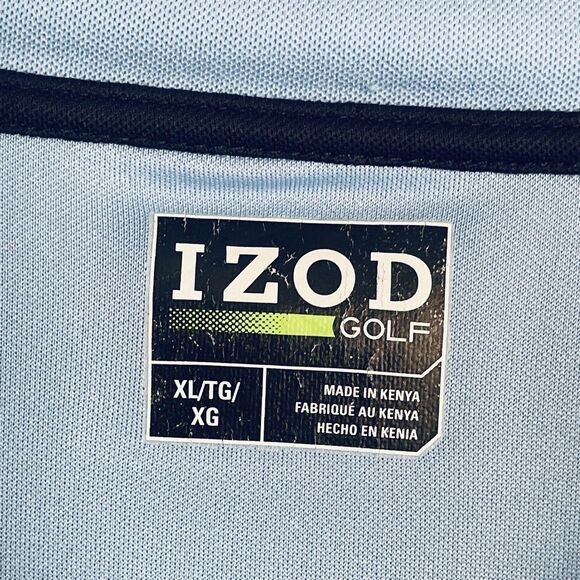 IZOD
GOLF
XL/TG/
XG
MADE IN KENYA
FABRIQUÉ AU KENYA
HECHO EN KENIA